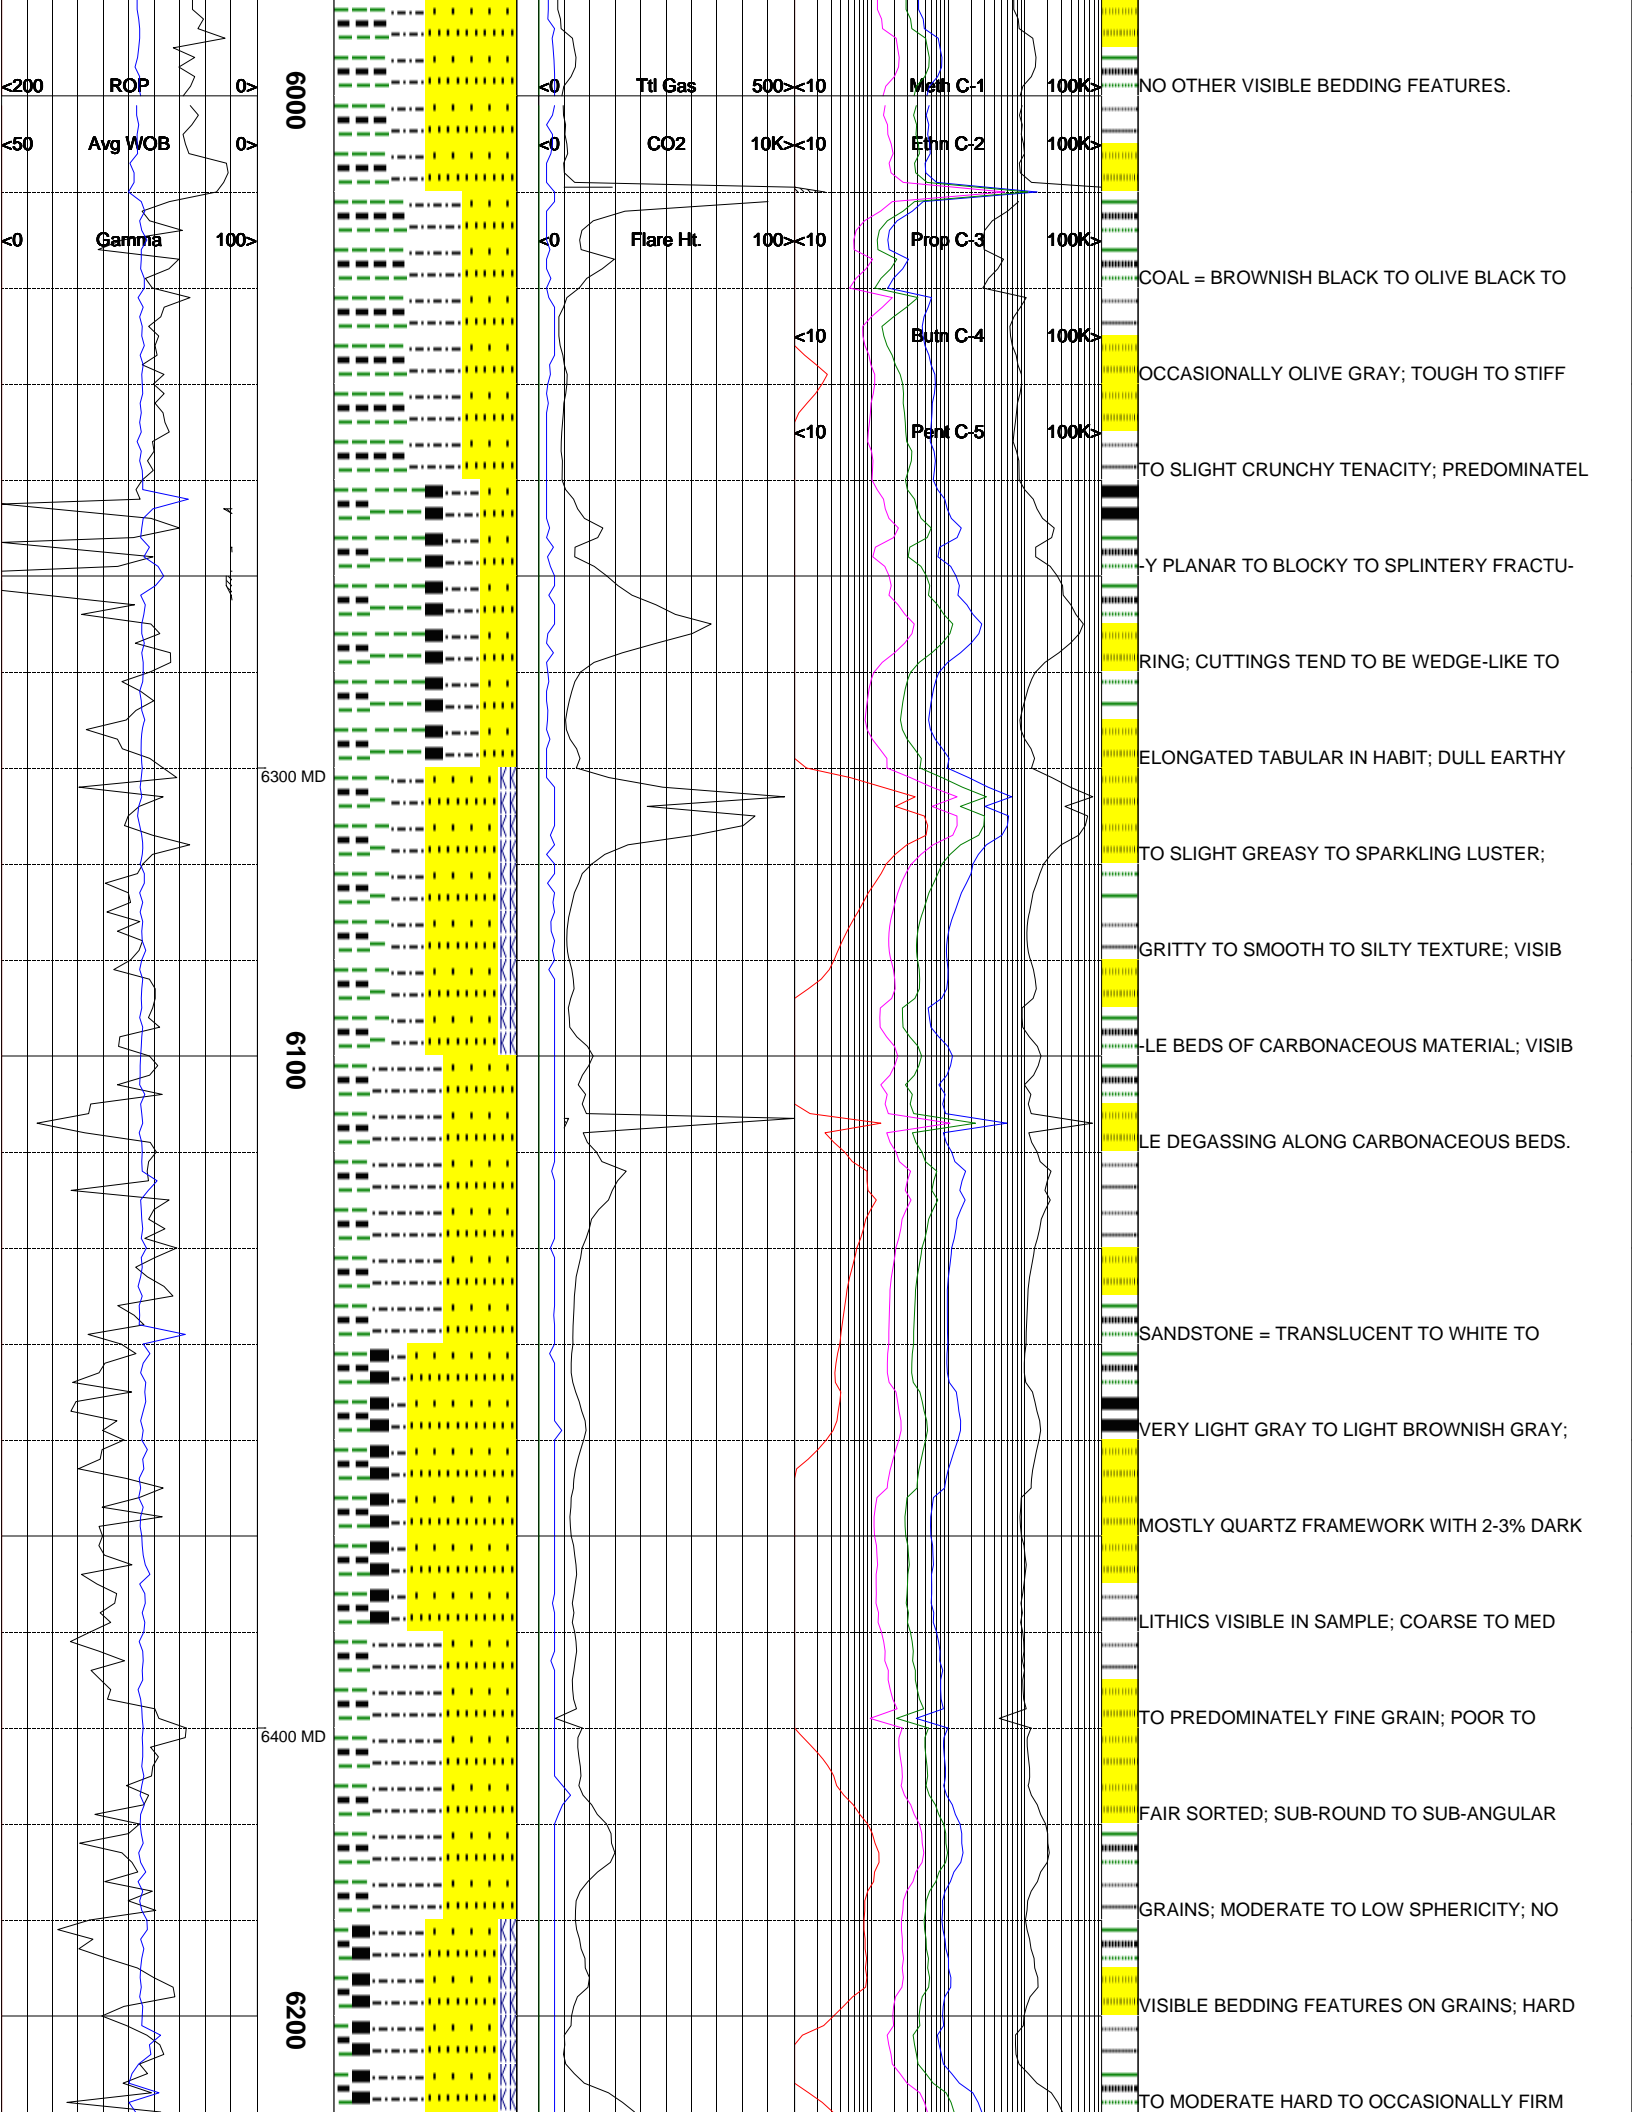 <200 ROP 0>
6000
<0 Ttl Gas 500><10 Meth C-1 100K>
NO OTHER VISIBLE BEDDING FEATURES.
<50 Avg WOB 0>
<0 CO2 10K><10 Ethn C-2 100K>
<0 Gamma 100>
<0 Flare Ht. 100><10 Prop C-3 100K>
COAL = BROWNISH BLACK TO OLIVE BLACK TO
<10 Butn C-4 100K>
OCCASIONALLY OLIVE GRAY; TOUGH TO STIFF
<10 Pent C-5 100K>
TO SLIGHT CRUNCHY TENACITY; PREDOMINATEL
-Y PLANAR TO BLOCKY TO SPLINTERY FRACTU-
RING; CUTTINGS TEND TO BE WEDGE-LIKE TO
ELONGATED TABULAR IN HABIT; DULL EARTHY
6300 MD
TO SLIGHT GREASY TO SPARKLING LUSTER;
GRITTY TO SMOOTH TO SILTY TEXTURE; VISIB
6100
-LE BEDS OF CARBONACEOUS MATERIAL; VISIB
LE DEGASSING ALONG CARBONACEOUS BEDS.
SANDSTONE = TRANSLUCENT TO WHITE TO
VERY LIGHT GRAY TO LIGHT BROWNISH GRAY;
MOSTLY QUARTZ FRAMEWORK WITH 2-3% DARK
LITHICS VISIBLE IN SAMPLE; COARSE TO MED
TO PREDOMINATELY FINE GRAIN; POOR TO
6400 MD
FAIR SORTED; SUB-ROUND TO SUB-ANGULAR
GRAINS; MODERATE TO LOW SPHERICITY; NO
6200
VISIBLE BEDDING FEATURES ON GRAINS; HARD
TO MODERATE HARD TO OCCASIONALLY FIRM